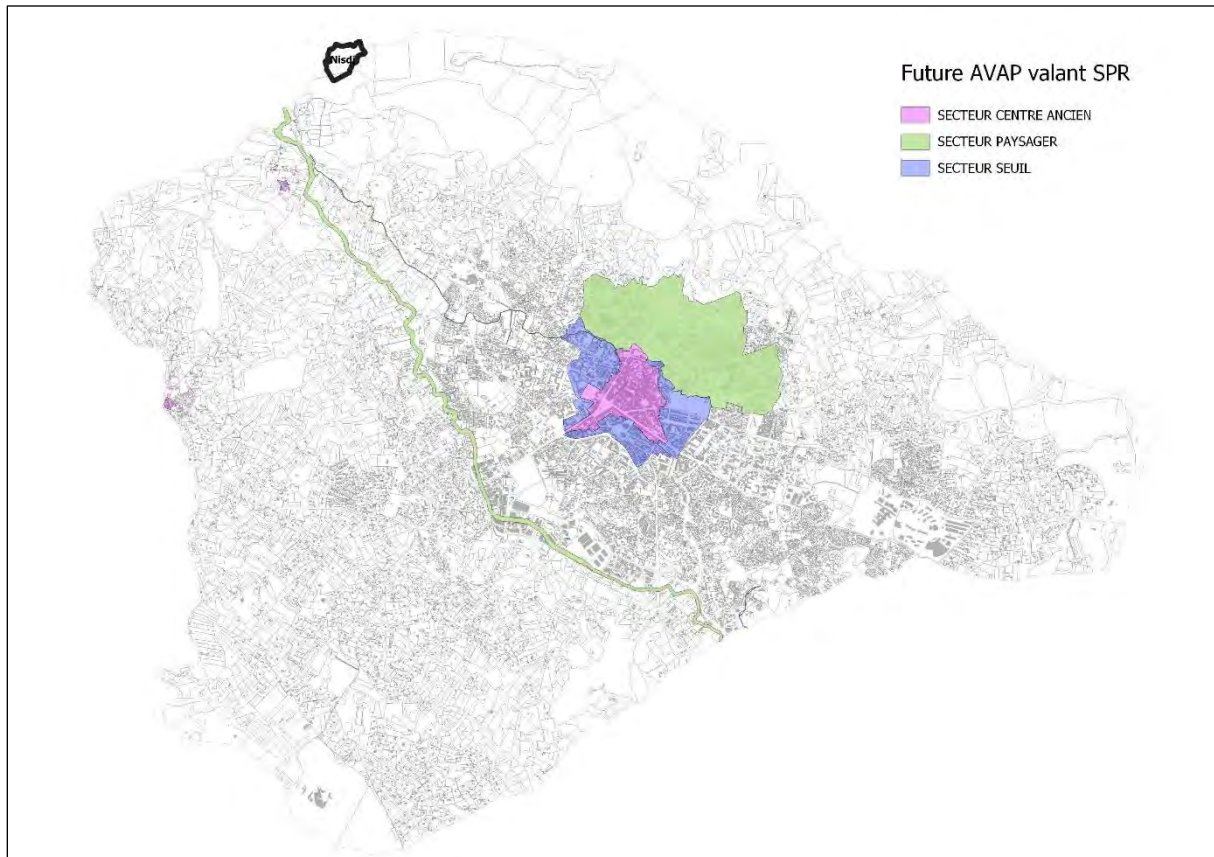 Future AVAP valant SPR
SECTEUR CENTRE ANCIEN
SECTEUR PAYSAGER
SECTEUR SEUIL